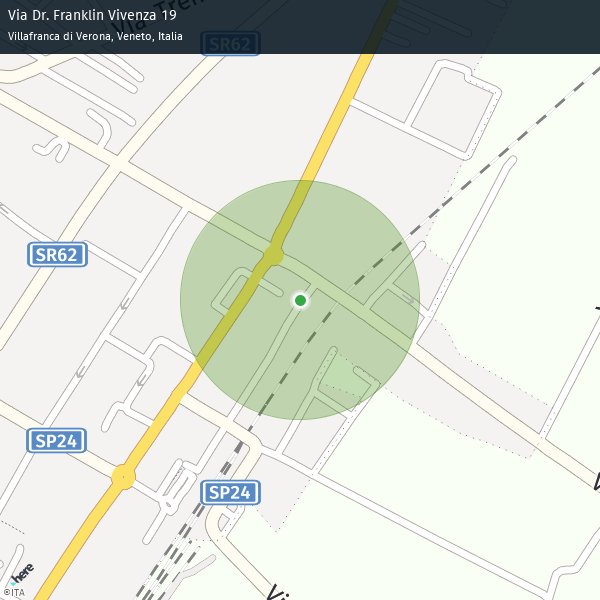 Via Dr. Franklin Vivenza 19
Villafranca di Verona, Veneto, Italia
SR62
SR62
SP24
SP24
here
©ITA